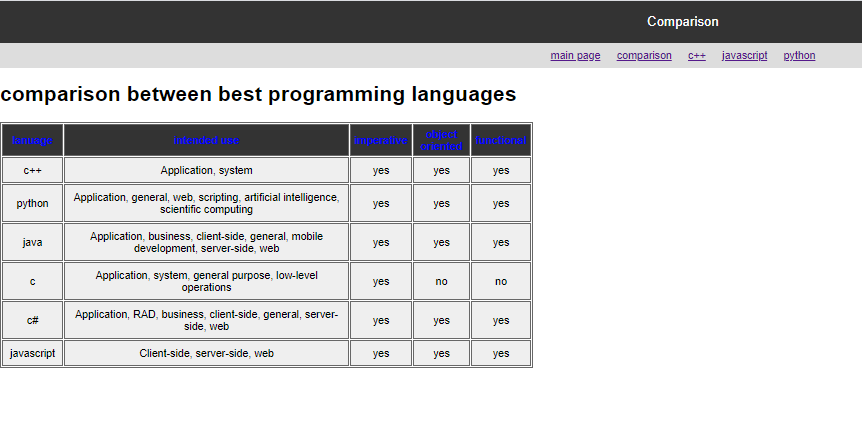 Comparison
main page comparison c++ javascript python
comparison between best programming languages
lanuage intended use imperative object oriented functional
c++ Application, system yes yes yes
python Application, general, web, scripting, artificial intelligence, scientific computing yes yes yes
java Application, business, client-side, general, mobile development, server-side, web yes yes yes
c Application, system, general purpose, low-level operations yes no no
c# Application, RAD, business, client-side, general, server-side, web yes yes yes
javascript Client-side, server-side, web yes yes yes